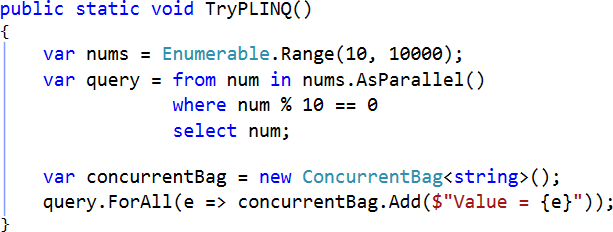 public static void TryPLINQ()
{
    var nums = Enumerable.Range(10, 10000);
    var query = from num in nums.AsParallel()
                where num % 10 == 0
                select num;

    var concurrentBag = new ConcurrentBag<string>();
    query.ForAll(e => concurrentBag.Add($"Value = {e}"));
}